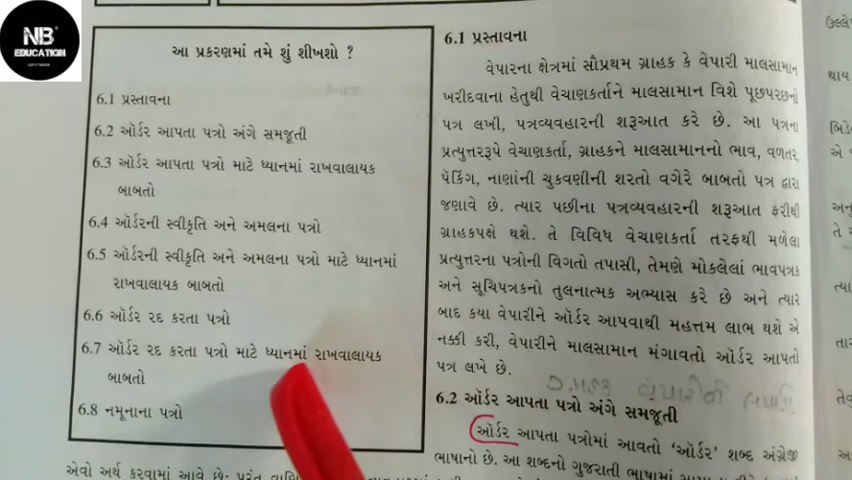 NB
EDUCATION
આ પ્રકરણમાં તમે શું શીખશો ?
6.1 પ્રસ્તાવના
6.2 ઑર્ડર આપતા પત્રો અંગે સમજૂતી
6.3 ઑર્ડર આપતા પત્રો માટે ધ્યાનમાં રાખવાલાયક
બાબતો
6.4 ઑર્ડરની સ્વીકૃતિ અને અમલના પત્રો
6.5 ઑર્ડરની સ્વીકૃતિ અને અમલના પત્રો માટે ધ્યાનમાં
રાખવાલાયક બાબતો
6.6 ઑર્ડર રદ કરતા પત્રો
6.7 ઑર્ડર રદ કરતા પત્રો માટે ધ્યાનમાં રાખવાલાયક
બાબતો
6.8 નમૂનાના પત્રો
એવો અર્થ કરવામાં આવે છે; પરંતુ
6.1 પ્રસ્તાવના
વેપારના ક્ષેત્રમાં સૌપ્રથમ ગ્રાહક કે વેપારી માલસામાન
ખરીદવાના હેતુથી વેચાણકર્તાને માલસામાન વિશે પૂછપરછનો
પત્ર લખી, પત્રવ્યવહારની શરૂઆત કરે છે. આ પત્રના
પ્રત્યુત્તરરૂપે વેચાણકર્તા, ગ્રાહકને માલસામાનનો ભાવ, વળતર,
પૅકિંગ, નાણાંની ચુકવણીની શરતો વગેરે બાબતો પત્ર દ્વારા
જણાવે છે. ત્યાર પછીના પત્રવ્યવહારની શરૂઆત ફરીથી
ગ્રાહકપક્ષે થશે. તે વિવિધ વેચાણકર્તા તરફથી મળેલા
પ્રત્યુત્તરના પત્રોની વિગતો તપાસી, તેમણે મોકલેલાં ભાવપત્રક
અને સૂચિપત્રકનો તુલનાત્મક અભ્યાસ કરે છે અને ત્યાર
બાદ કયા વેપારીને ઑર્ડર આપવાથી મહત્તમ લાભ થશે એ
નક્કી કરી, વેપારીને માલસામાન મંગાવતો ઑર્ડર આપતો
પત્ર લખે છે.
6.2 ઑર્ડર આપતા પત્રો અંગે સમજૂતી
ઑર્ડર આપતા પત્રોમાં આવતો ‘ઑર્ડર’ શબ્દ અંગ્રેજી
ભાષાનો છે. આ શબ્દનો ગુજરાતી ભાષામાં